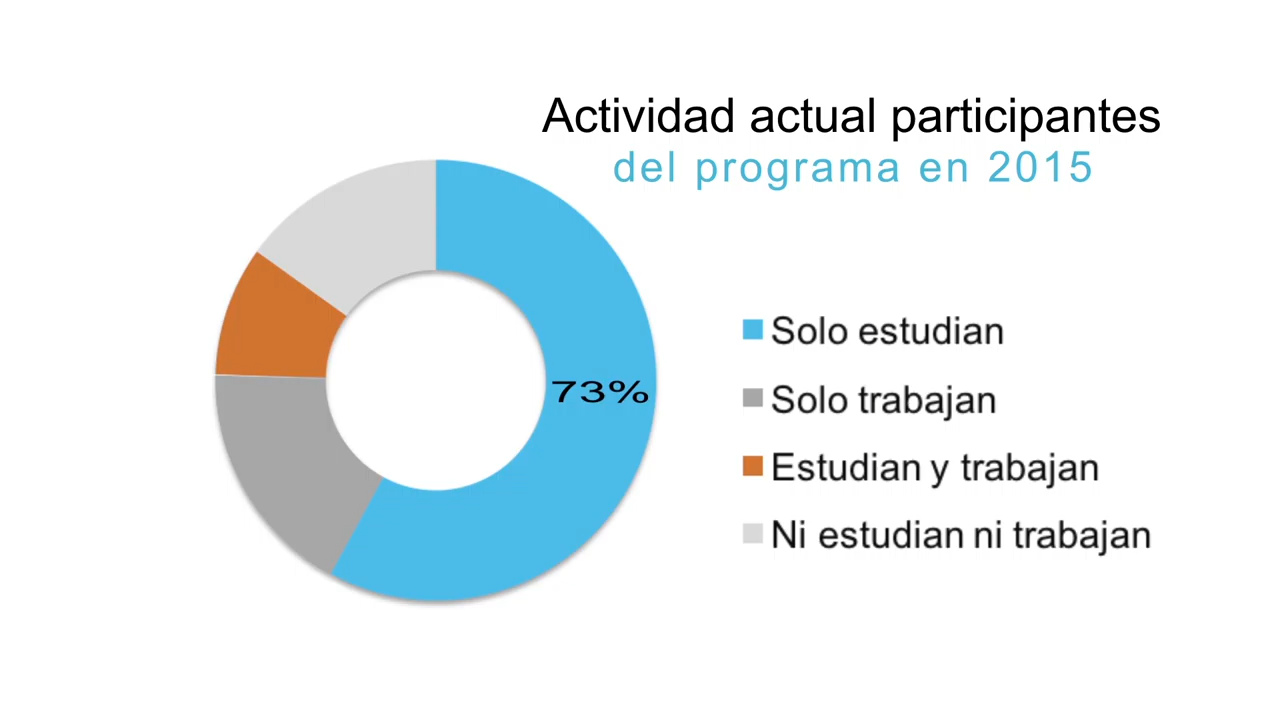 Actividad actual participantes
del programa en 2015
73%
Solo estudian
Solo trabajan
Estudian y trabajan
Ni estudian ni trabajan